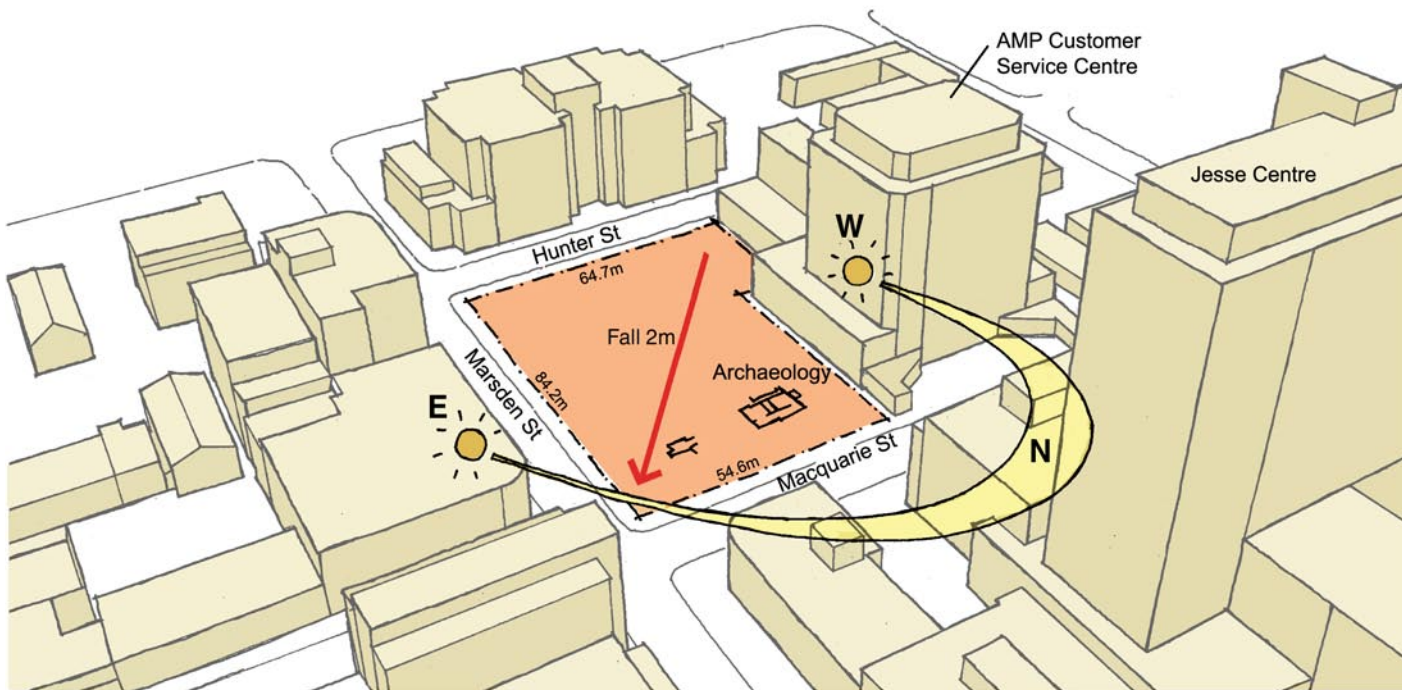 AMP Customer
Service Centre
Jesse Centre
W
Hunter St
64.7m
Fall 2m
Archaeology
84.2m
Marsden St
E
54.6m
Macquarie St
N